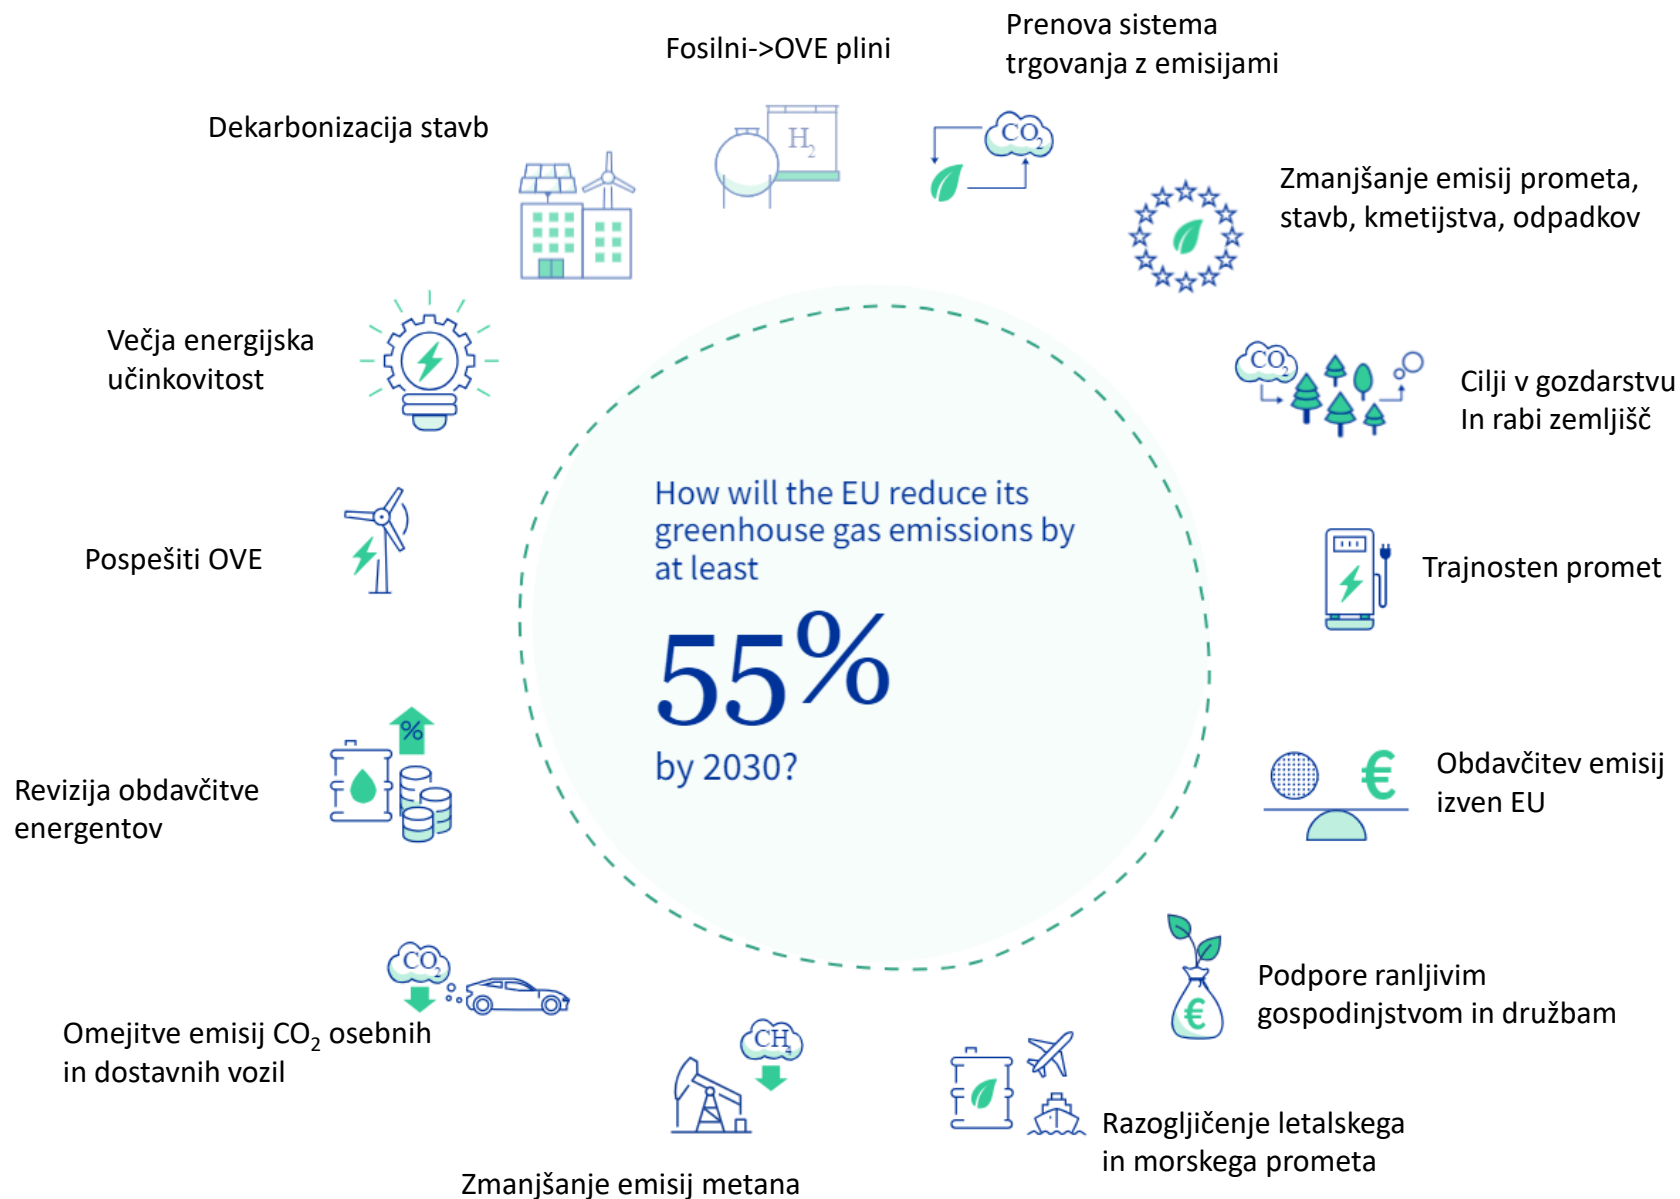 Fosilni->OVE plini
Prenova sistema
trgovanja z emisijami
Dekarbonizacija stavb
H2
CO2
Zmanjšanje emisij prometa,
stavb, kmetijstva, odpadkov
Večja energijska
učinkovitost
CO2
Cilji v gozdarstvu
In rabi zemljišč
How will the EU reduce its
greenhouse gas emissions by
at least
55%
by 2030?
Pospešiti OVE
Trajnosten promet
%
Revizija obdavčitve
energentov
€
Obdavčitev emisij
izven EU
CO2
Omejitve emisij CO2 osebnih
in dostavnih vozil
€
Podpore ranljivim
gospodinjstvom in družbam
CH4
Zmanjšanje emisij metana
Razogljičenje letalskega
in morskega prometa